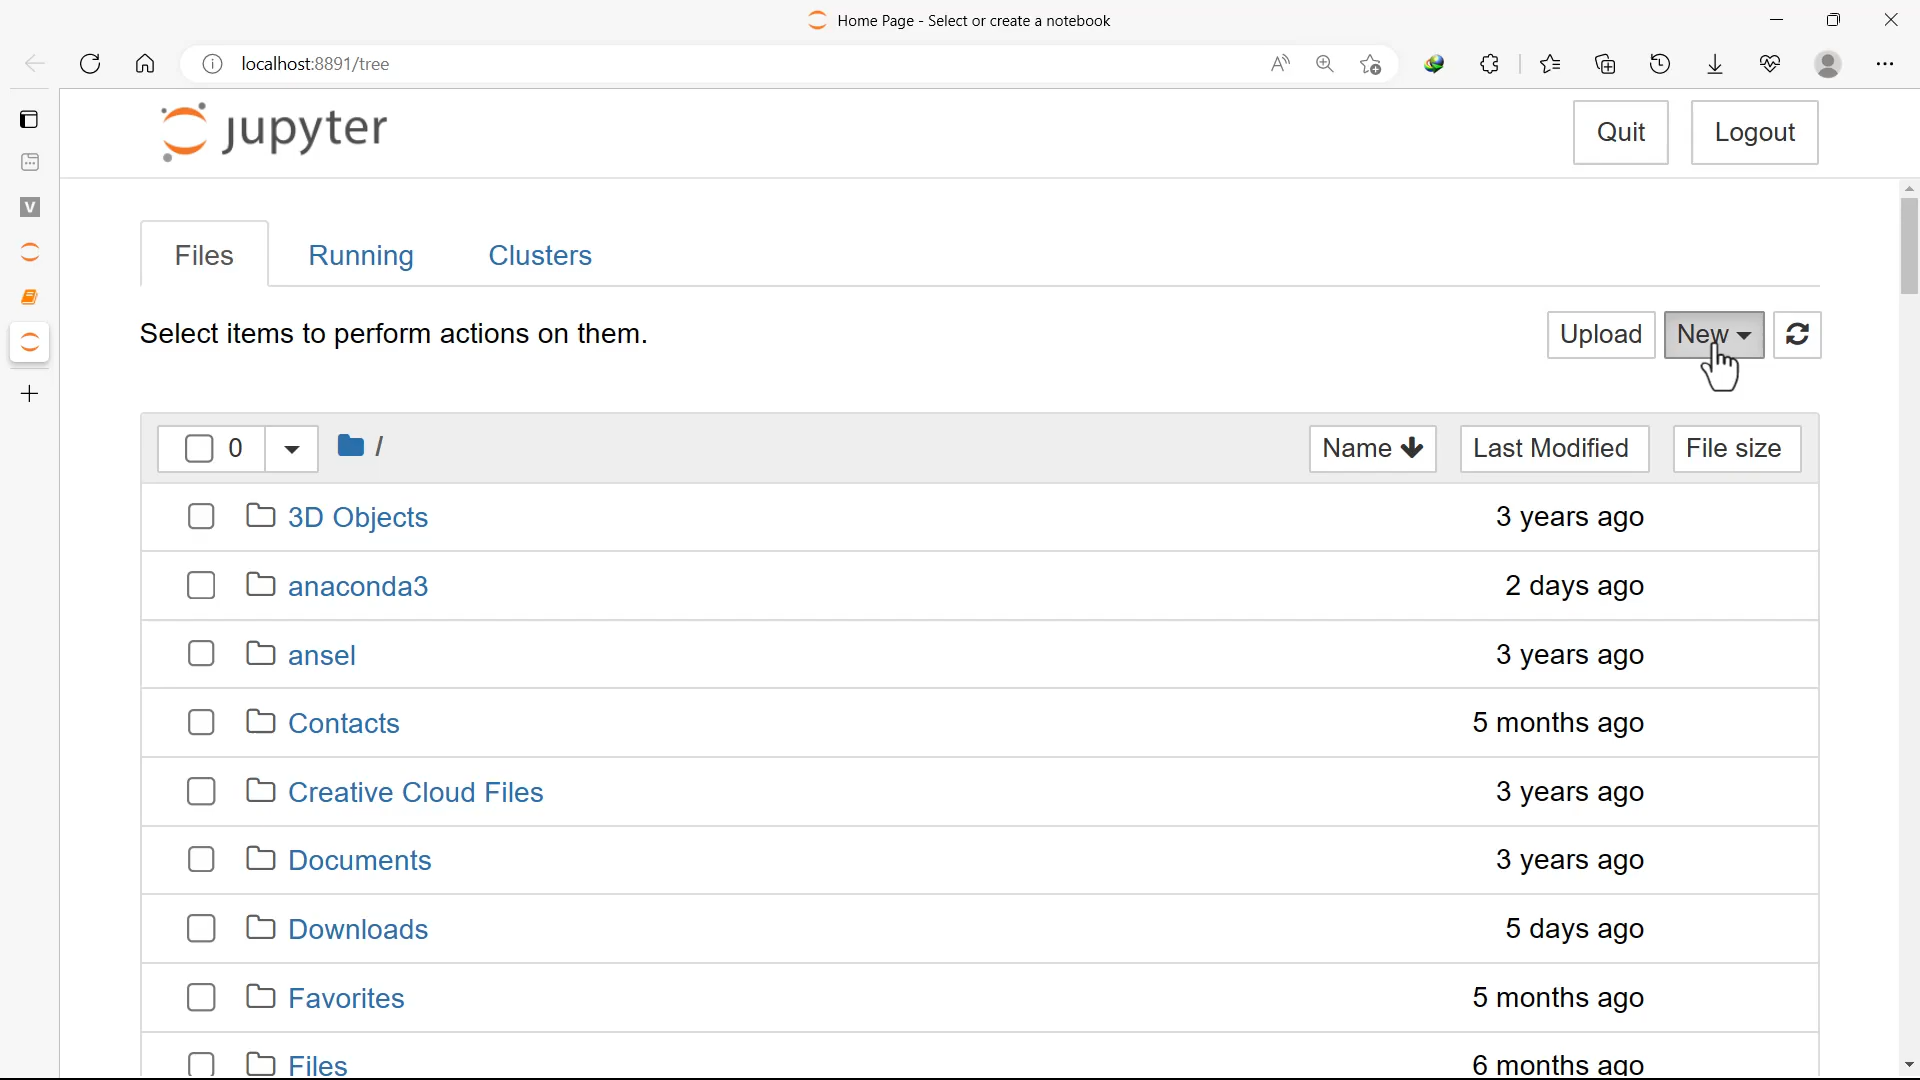 Home Page - Select or create a notebook
localhost:8891/tree
V
jupyter
Quit Logout
Files Running Clusters
Select items to perform actions on them.
Upload New
0 / Name Last Modified File size
3D Objects 3 years ago
anaconda3 2 days ago
ansel 3 years ago
Contacts 5 months ago
Creative Cloud Files 3 years ago
Documents 3 years ago
Downloads 5 days ago
Favorites 5 months ago
Files 6 months ago